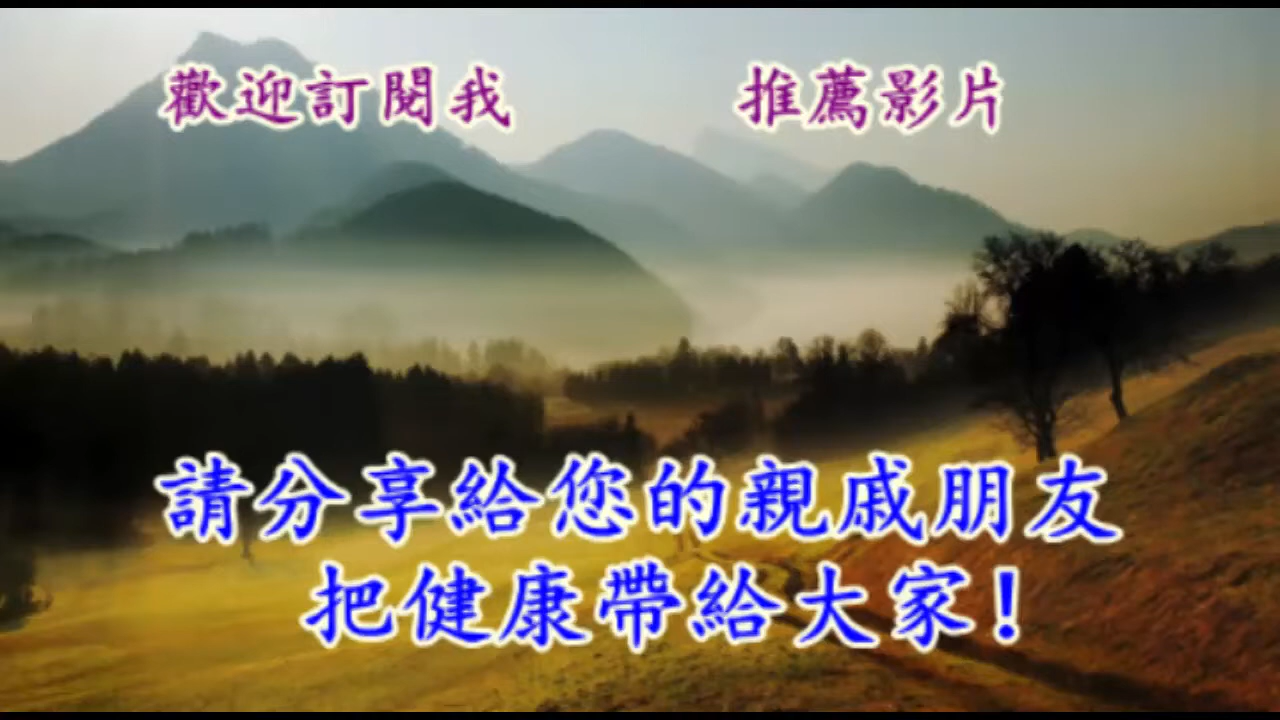 歡迎訂閱我 推薦影片
請分享給您的親戚朋友
把健康帶給大家!